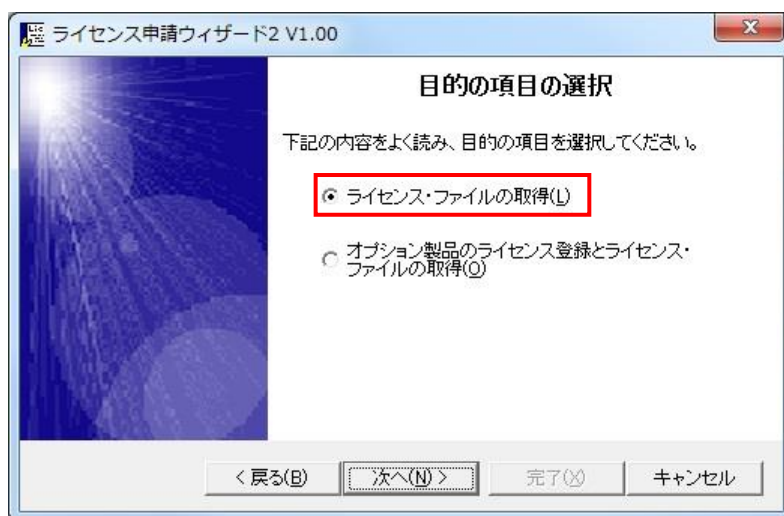 ライセンス申請ウィザード2 V1.00
目的の項目の選択
下記の内容をよく読み、目的の項目を選択してください。
ライセンス・ファイルの取得(L)
オプション製品のライセンス登録とライセンス・
ファイルの取得(O)
< 戻る(B)
次へ(N) >
完了(X)
キャンセル